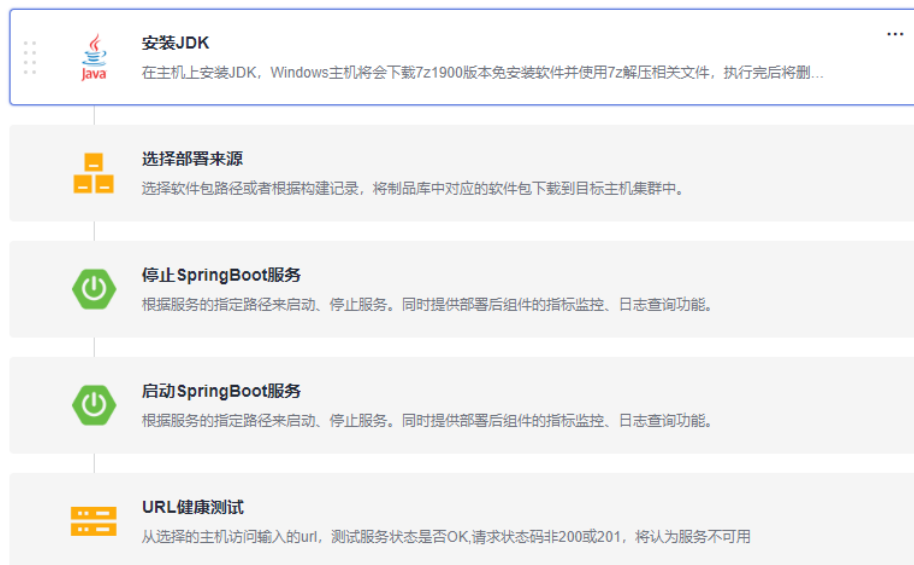 安装JDK
Java
在主机上安装JDK，Windows主机将会下载7z1900版本免安装软件并使用7z解压相关文件，执行完后将删...
选择部署来源
选择软件包路径或者根据构建记录，将制品库中对应的软件包下载到目标主机集群中。
停止SpringBoot服务
根据服务的指定路径来启动、停止服务。同时提供部署后组件的指标监控、日志查询功能。
启动SpringBoot服务
根据服务的指定路径来启动、停止服务。同时提供部署后组件的指标监控、日志查询功能。
URL健康测试
从选择的主机访问输入的url，测试服务状态是否OK,请求状态码非200或201，将认为服务不可用